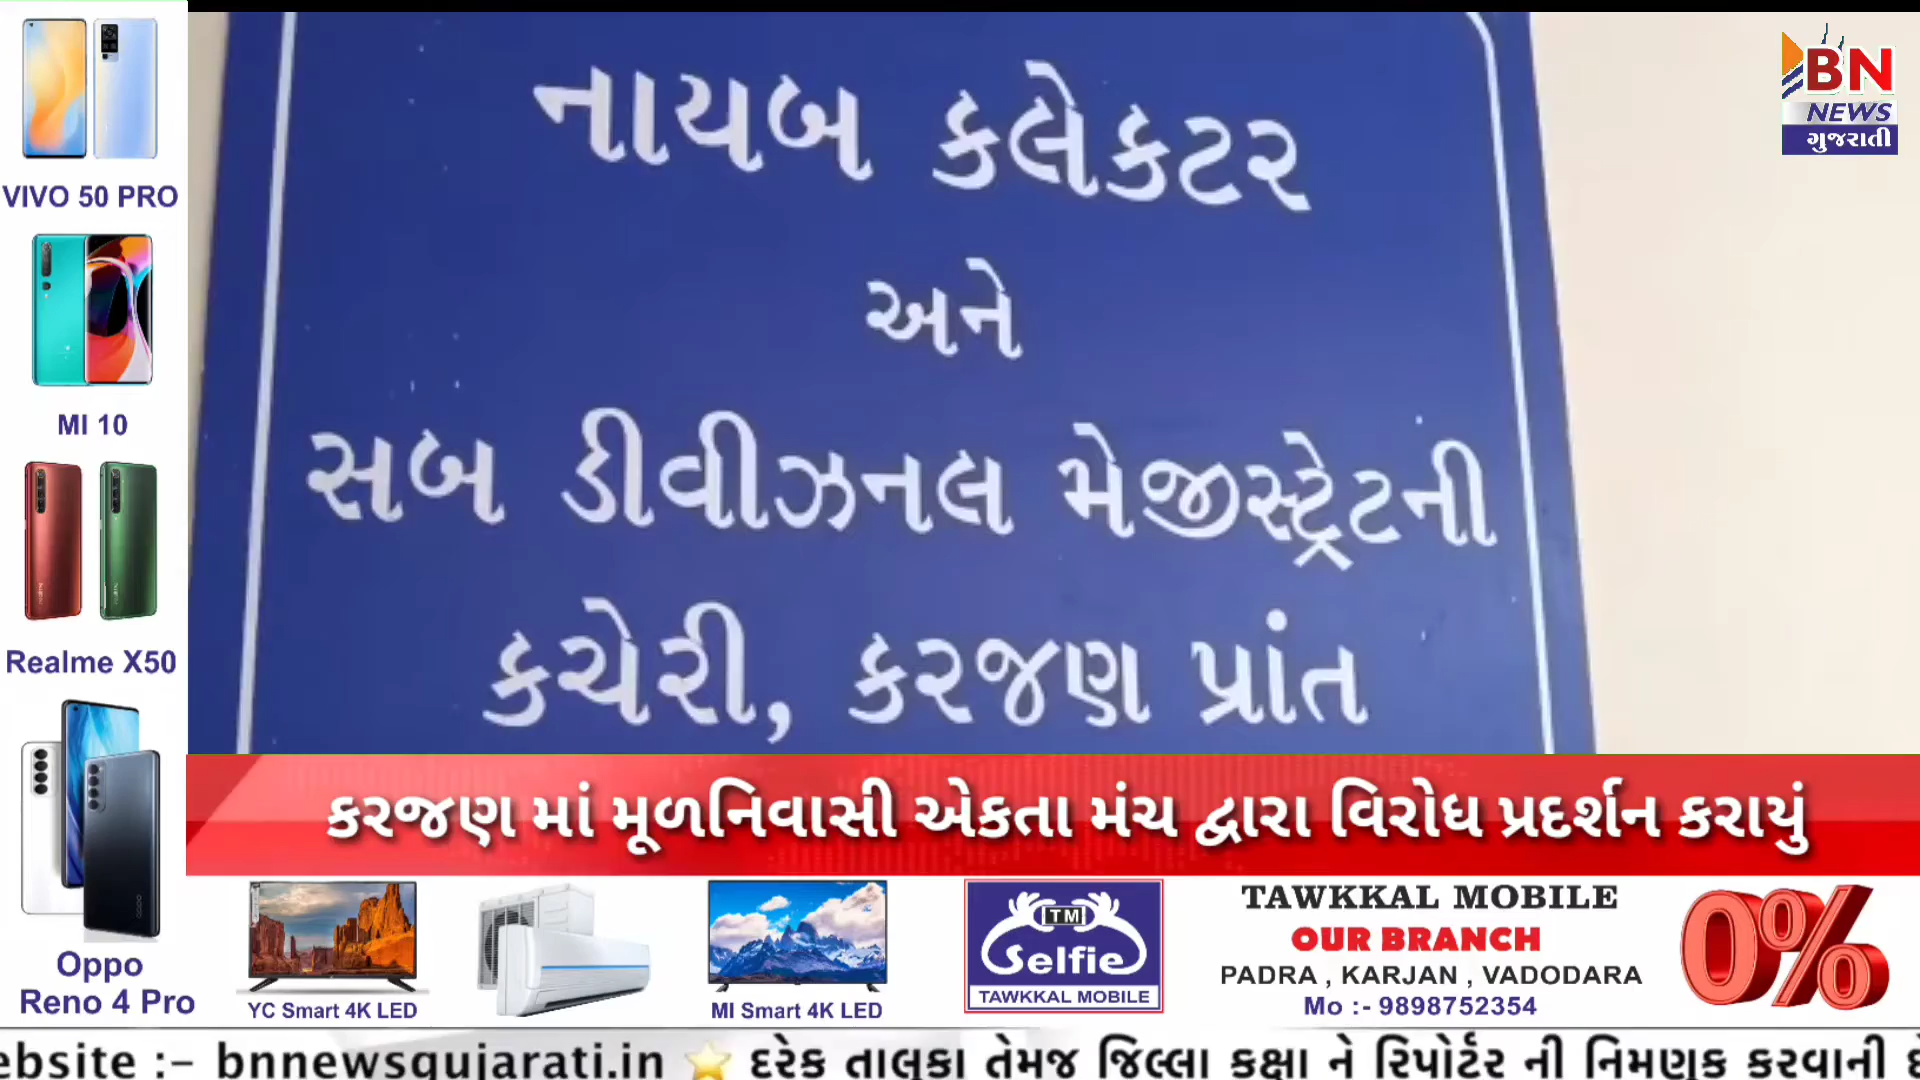 VIVO 50 PRO
MI 10
Realme X50
Oppo
Reno 4 Pro
નાયબ કલેકટર
અને
સબ ડીવીઝનલ મેજીસ્ટ્રેટની
કચેરી, કરજણ પ્રાંત
BN
NEWS
ગુજરાતી
કરજણ માં મૂળનિવાસી એકતા મંચ દ્વારા વિરોધ પ્રદર્શન કરાયું
YC Smart 4K LED
MI Smart 4K LED
TM
Selfie
TAWKKAL MOBILE
TAWKKAL MOBILE
OUR BRANCH
PADRA , KARJAN , VADODARA
Mo :- 9898752354
0%
ebsite :- bnnewsgujarati.in દરેક તાલુકા તેમજ જિલ્લા કક્ષા ને રિપોર્ટર ની નિમણુક કરવાની